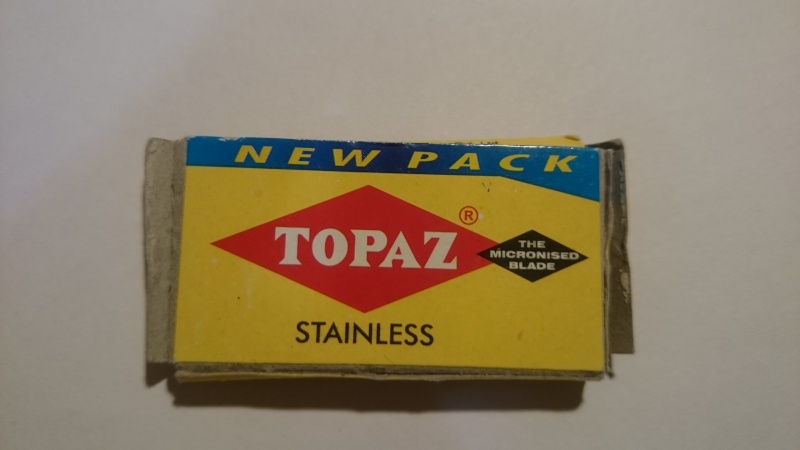 NEW PACK
TOPAZ ®
THE
MICRONISED
BLADE
STAINLESS